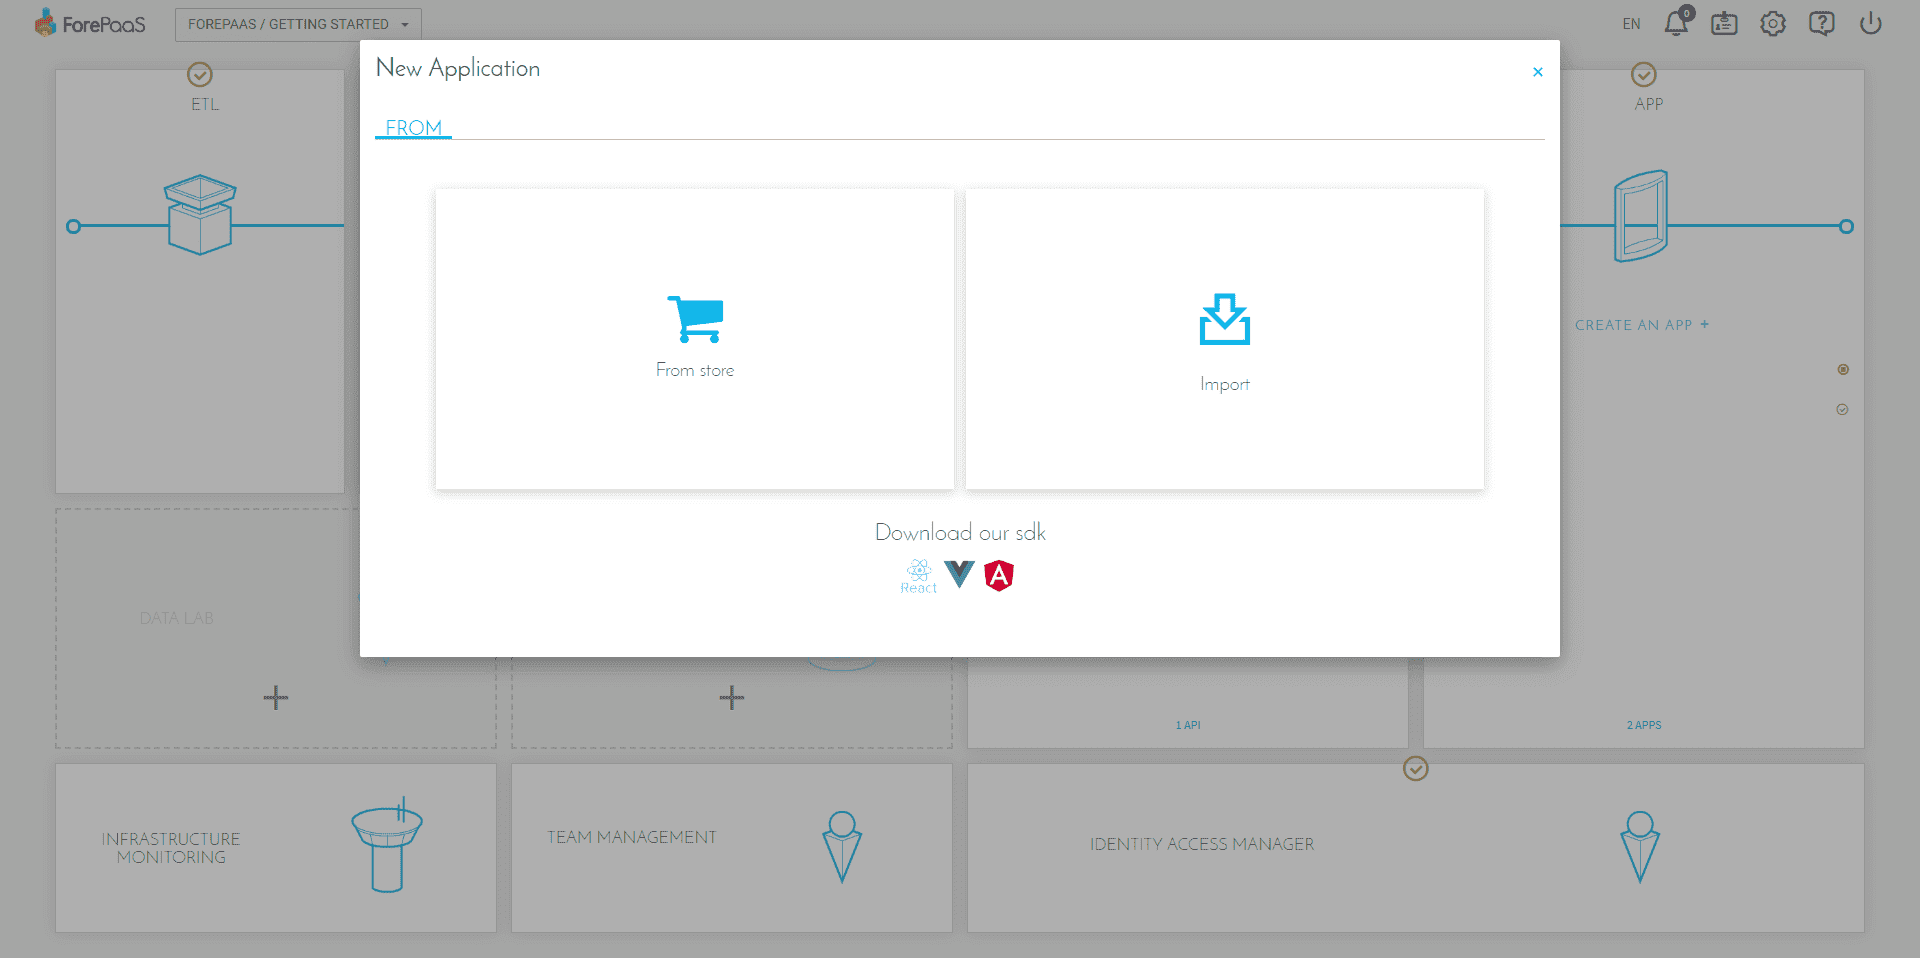 ForePaaS
FOREPAAS / GETTING STARTED
EN
0
New Application
×
FROM
ETL
APP
From store
Import
CREATE AN APP +
Download our sdk
React
DATA LAB
1 API
2 APPS
INFRASTRUCTURE
MONITORING
TEAM MANAGEMENT
IDENTITY ACCESS MANAGER